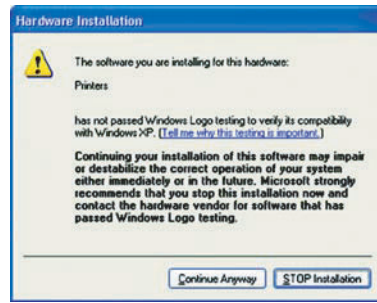 Hardware Installation
The software you are installing for this hardware:
Printers
has not passed Windows Logo testing to verify its compatibility
with Windows XP. (Tell me why this testing is important.)
Continuing your installation of this software may impair
or destabilize the correct operation of your system
either immediately or in the future. Microsoft strongly
recommends that you stop this installation now and
contact the hardware vendor for software that has
passed Windows Logo testing.
Continue Anyway
STOP Installation